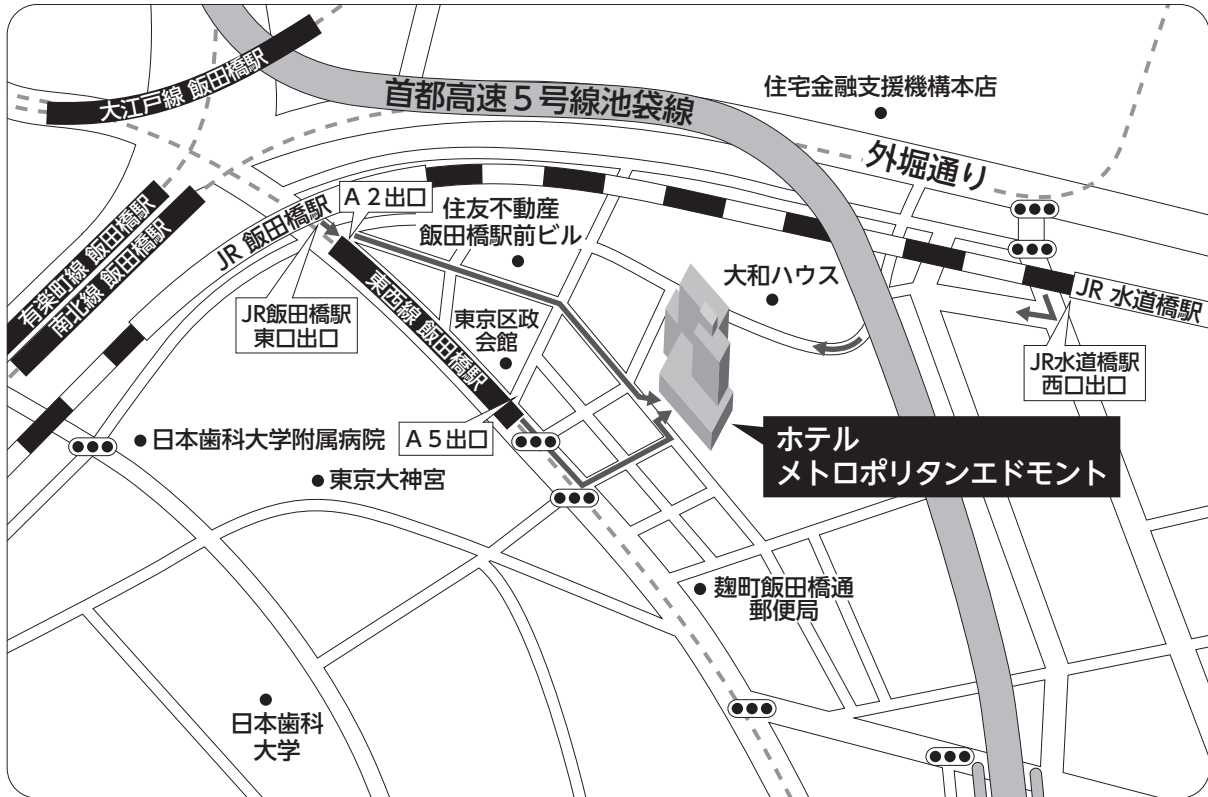 大江戸線 飯田橋駅
首都高速5号線池袋線
住宅金融支援機構本店
外堀通り
有楽町線 飯田橋駅
南北線 飯田橋駅
JR 飯田橋駅
A2出口
住友不動産
飯田橋駅前ビル
大和ハウス
JR 水道橋駅
JR飯田橋駅
東口出口
東西線 飯田橋駅
東京区政
会館
JR水道橋駅
西口出口
日本歯科大学附属病院
A5出口
東京大神宮
ホテル
メトロポリタンエドモント
麹町飯田橋通
郵便局
日本歯科
大学